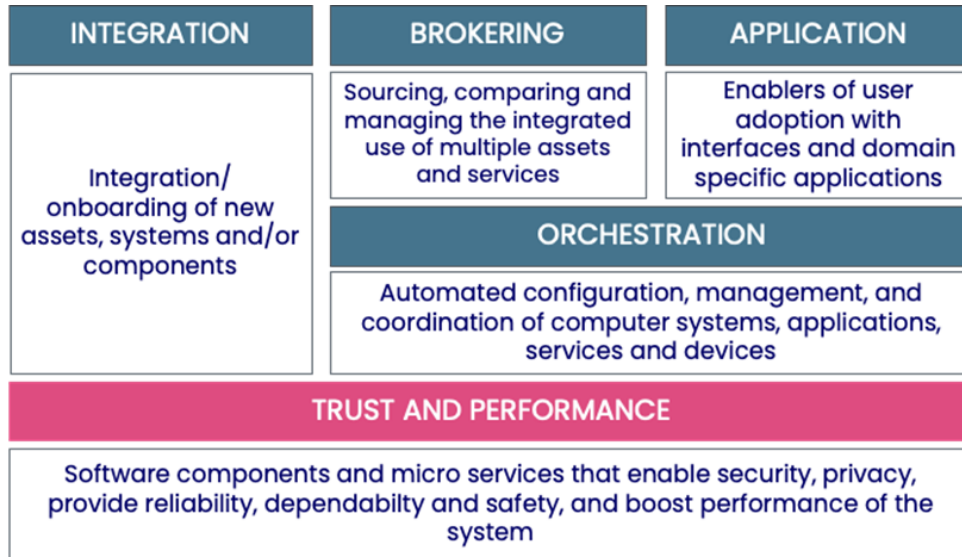 INTEGRATION
Integration/
onboarding of new
assets, systems and/or
components
BROKERING
Sourcing, comparing and
managing the integrated
use of multiple assets
and services
APPLICATION
Enablers of user
adoption with
interfaces and domain
specific applications
ORCHESTRATION
Automated configuration, management, and
coordination of computer systems, applications,
services and devices
TRUST AND PERFORMANCE
Software components and micro services that enable security, privacy,
provide reliability, dependabilty and safety, and boost performance of the
system